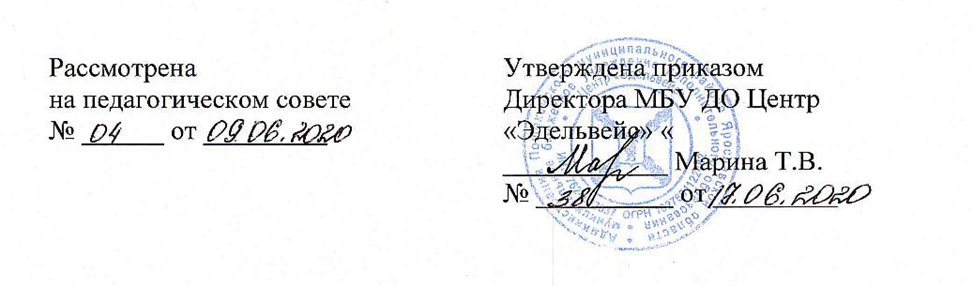 Рассмотрена
на педагогическом совете
№ 04 от 09.06.2020
Утверждена приказом
Директора МБУ ДО Центр
«Эдельвейс» «
Мар Марина Т.В.
№ 38 от 17.06.2020